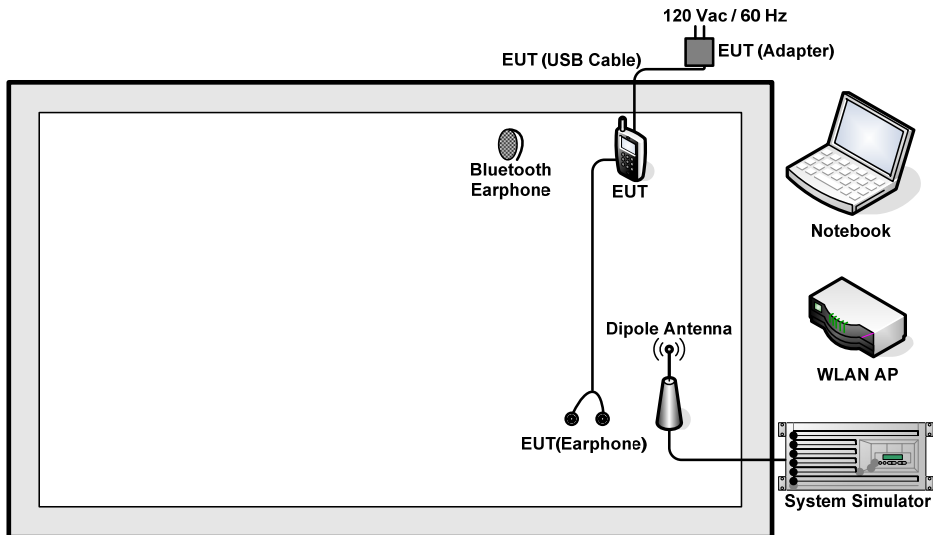 120 Vac / 60 Hz
EUT (USB Cable)
EUT (Adapter)
Bluetooth
Earphone
EUT
Notebook
Dipole Antenna
WLAN AP
EUT(Earphone)
System Simulator